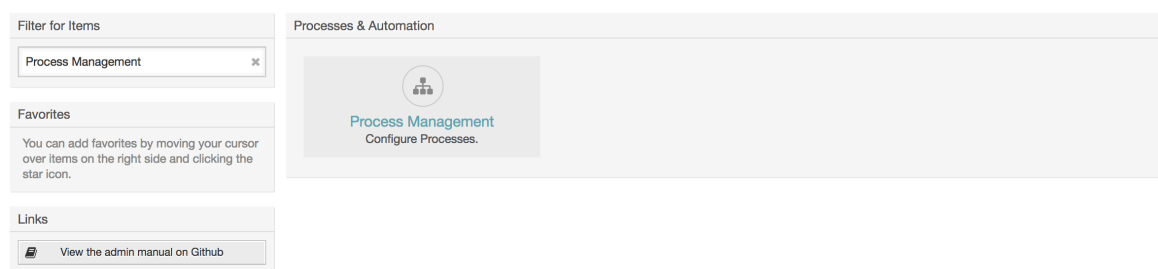 Filter for Items
Process Management
Favorites
You can add favorites by moving your cursor
over items on the right side and clicking the
star icon.
Links
View the admin manual on Github
Processes & Automation
Process Management
Configure Processes.